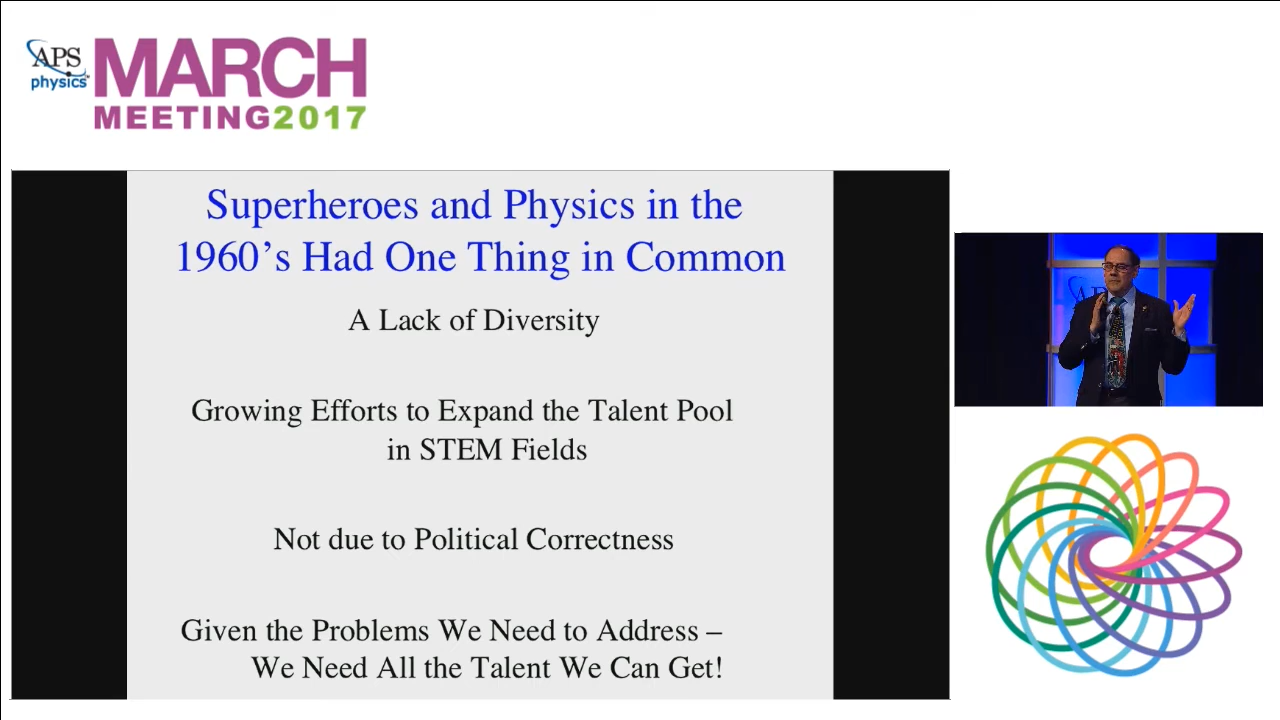 APS
physics
MARCH
MEETING2017
Superheroes and Physics in the
1960's Had One Thing in Common
A Lack of Diversity
Growing Efforts to Expand the Talent Pool
in STEM Fields
Not due to Political Correctness
Given the Problems We Need to Address –
We Need All the Talent We Can Get!